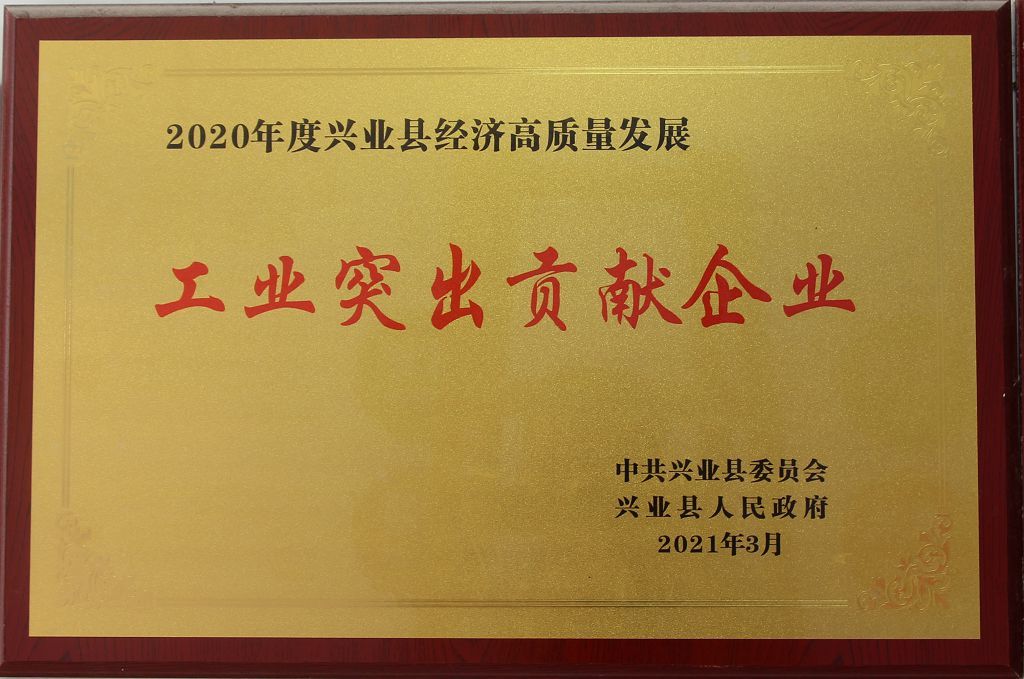 2020年度兴业县经济高质量发展
工业突出贡献企业
中共兴业县委员会
兴业县人民政府
2021年3月